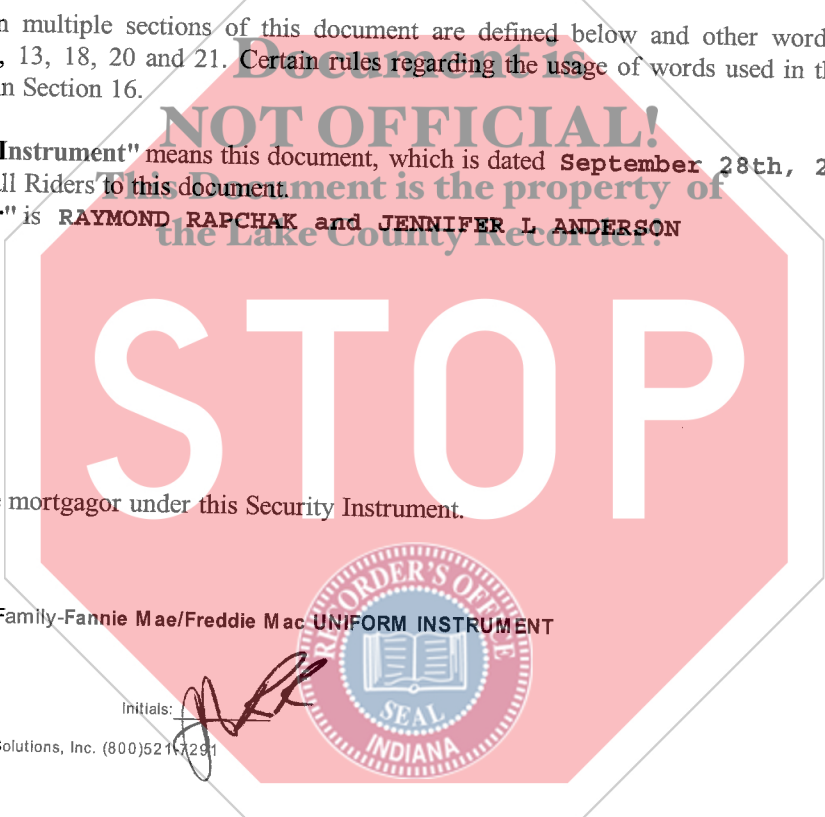 n multiple sections of this document are defined below and other word
, 13, 18, 20 and 21. Certain rules regarding the usage of words used in th
n Section 16.
Document is
NOT OFFICIAL!
This Document is the property of
the Lake County Recorder!
Instrument" means this document, which is dated September 28th, 2
ll Riders to this document.
" is RAYMOND RAPCHAK and JENNIFER L ANDERSON
STOP
mortgagor under this Security Instrument.
Family-Fannie Mae/Freddie Mac UNIFORM INSTRUMENT
RECORDER'S OFFICE
SEAL
INDIANA
Initials:
Solutions, Inc. (800)521-7291